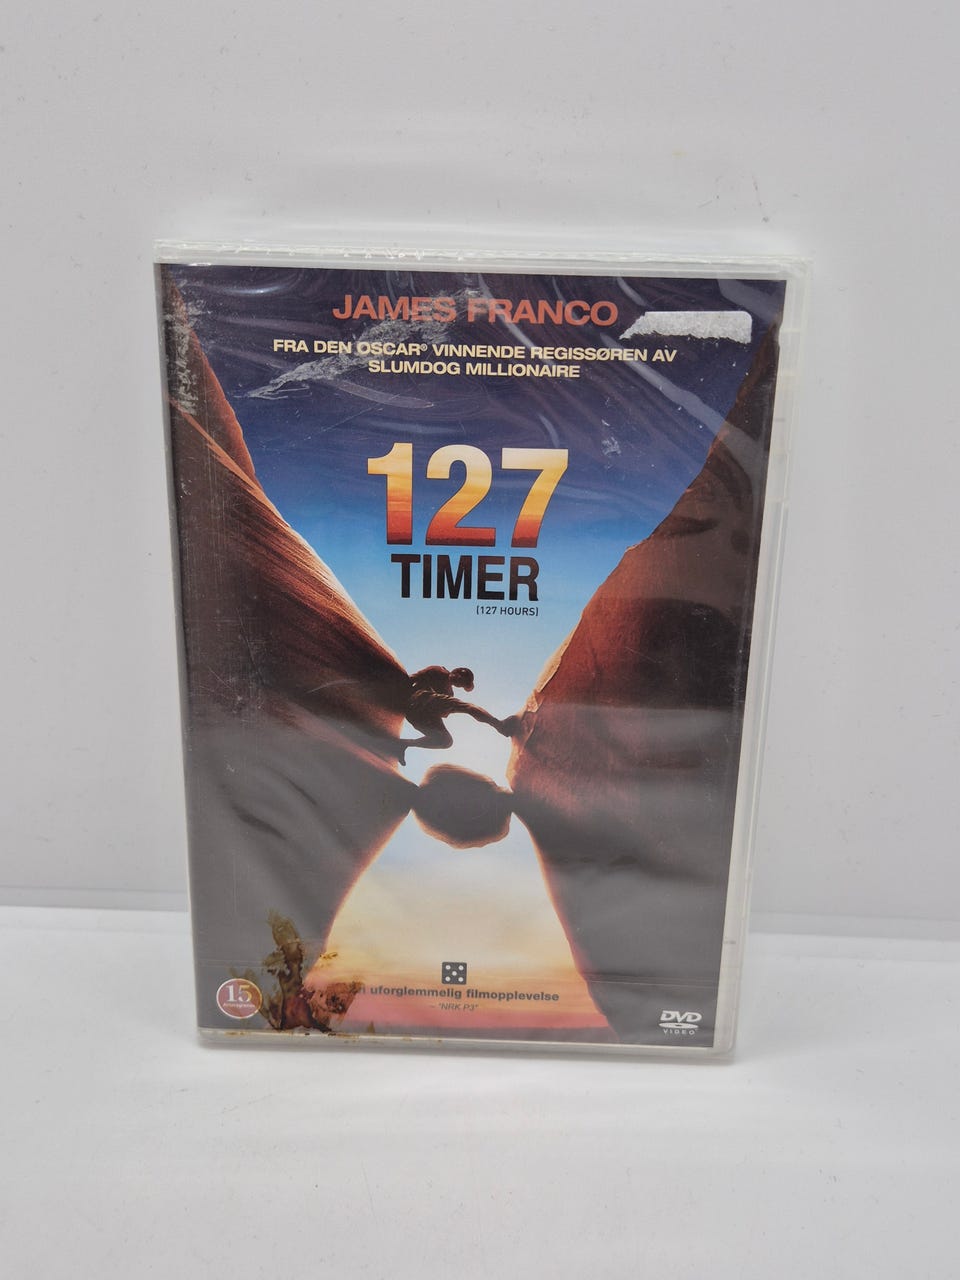 JAMES FRANCO
FRA DEN OSCAR® VINNENDE REGISSØREN AV
SLUMDOG MILLIONAIRE
127
TIMER
(127 HOURS)
uforglemmelig filmopplevelse
– "NRK P3"
15
DVD
VIDEO